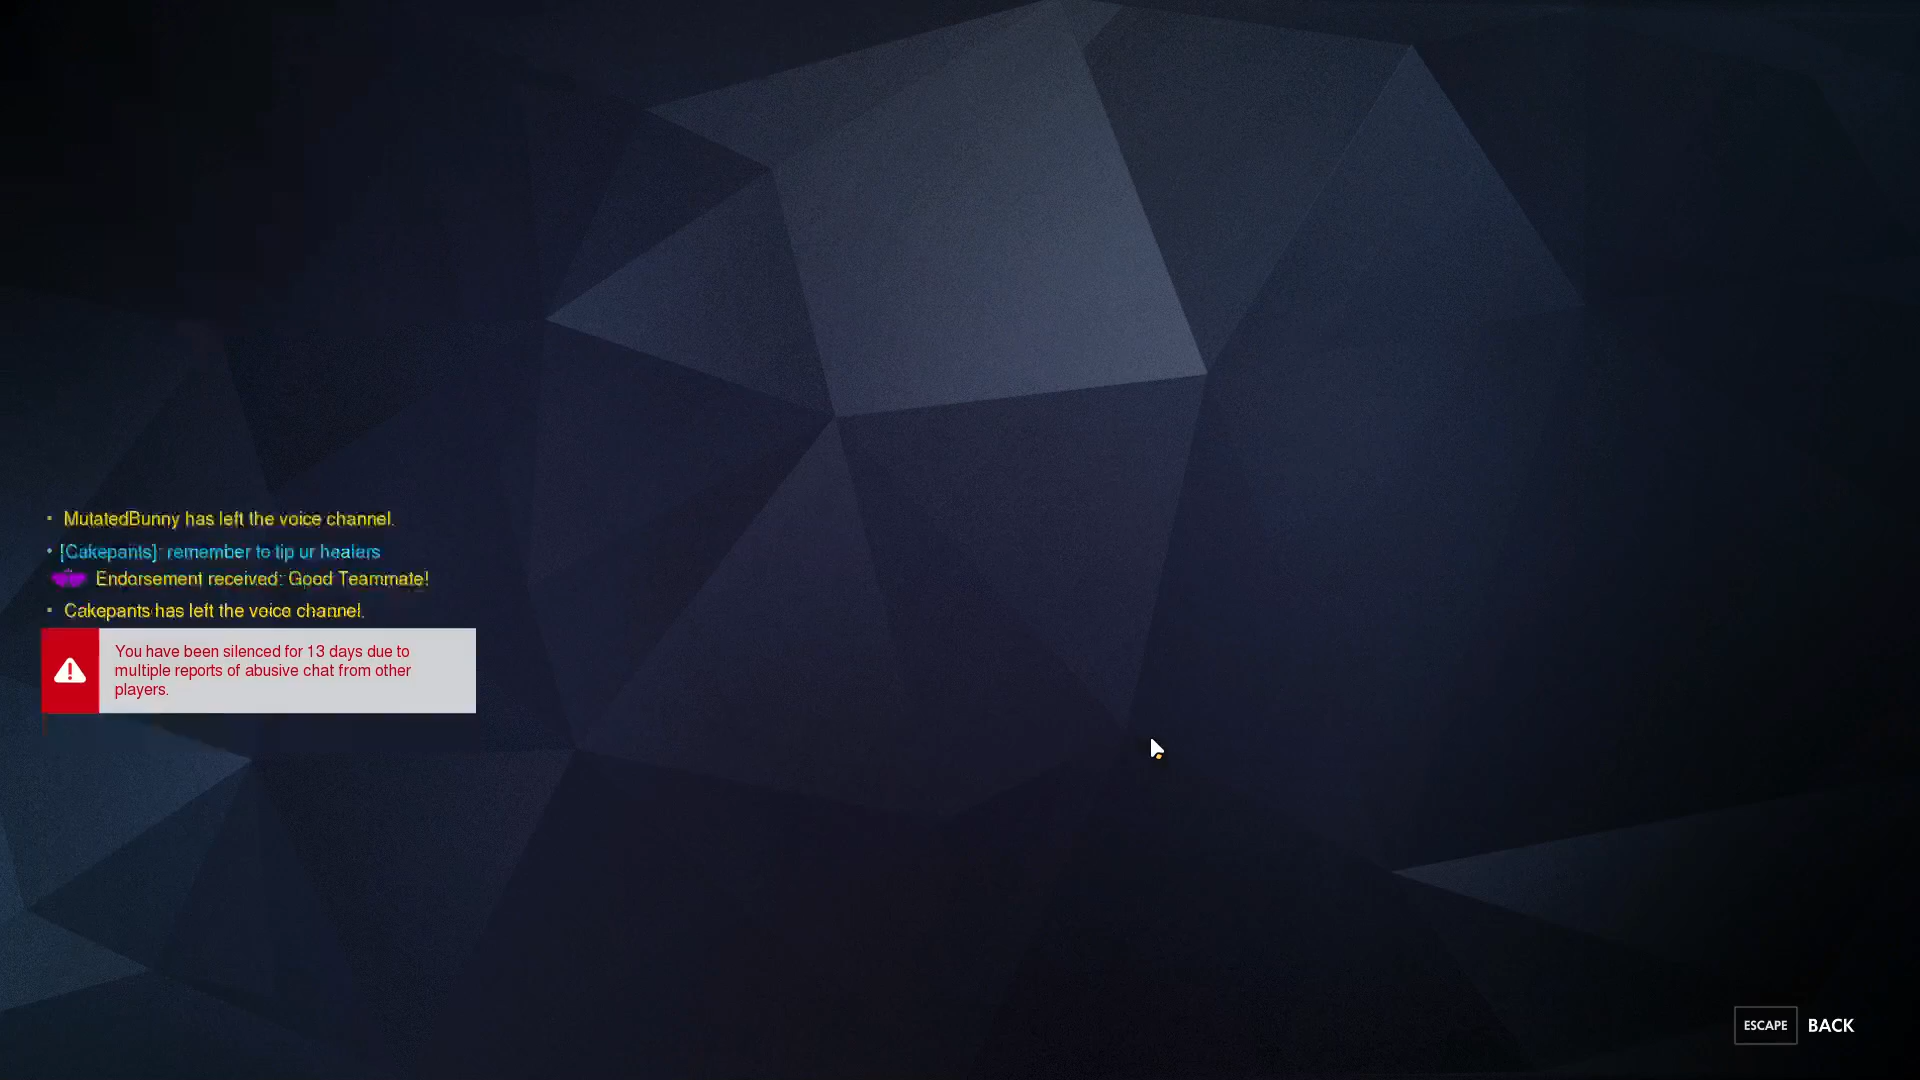 MutatedBunny has left the voice channel.
[Cakepants]: remember to tip ur healers
Endorsement received: Good Teammate!
Cakepants has left the voice channel.
You have been silenced for 13 days due to
multiple reports of abusive chat from other
players.
ESCAPE BACK